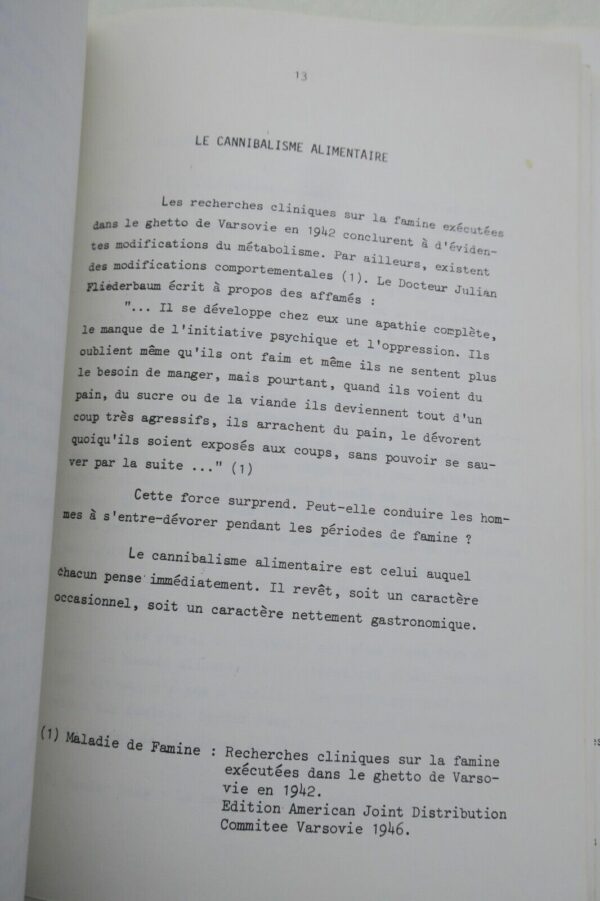 13
LE CANNIBALISME ALIMENTAIRE
Les recherches cliniques sur la famine exécutées
dans le ghetto de Varsovie en 1942 conclurent à d'éviden-
tes modifications du métabolisme. Par ailleurs, existent
des modifications comportementales (1). Le Docteur Julian
Fliederbaum écrit à propos des affamés :
"... Il se développe chez eux une apathie complète,
le manque de l'initiative psychique et l'oppression. Ils
oublient même qu'ils ont faim et même ils ne sentent plus
le besoin de manger, mais pourtant, quand ils voient du
pain, du sucre ou de la viande ils deviennent tout d'un
coup très agressifs, ils arrachent du pain, le dévorent
quoiqu'ils soient exposés aux coups, sans pouvoir se sau-
ver par la suite ..." (1)
Cette force surprend. Peut-elle conduire les hom-
mes à s'entre-dévorer pendant les périodes de famine ?
Le cannibalisme alimentaire est celui auquel
chacun pense immédiatement. Il revêt, soit un caractère
occasionnel, soit un caractère nettement gastronomique.
(1) Maladie de Famine : Recherches cliniques sur la famine
exécutées dans le ghetto de Varso-
vie en 1942.
Edition American Joint Distribution
Commitee Varsovie 1946.